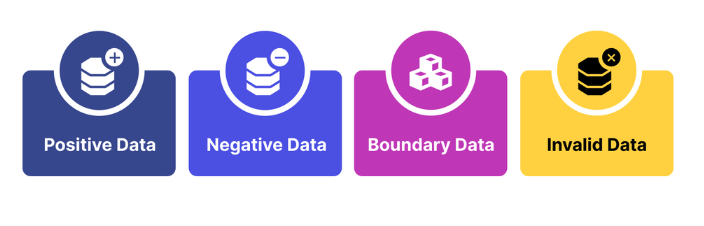 Positive Data
Negative Data
Boundary Data
Invalid Data